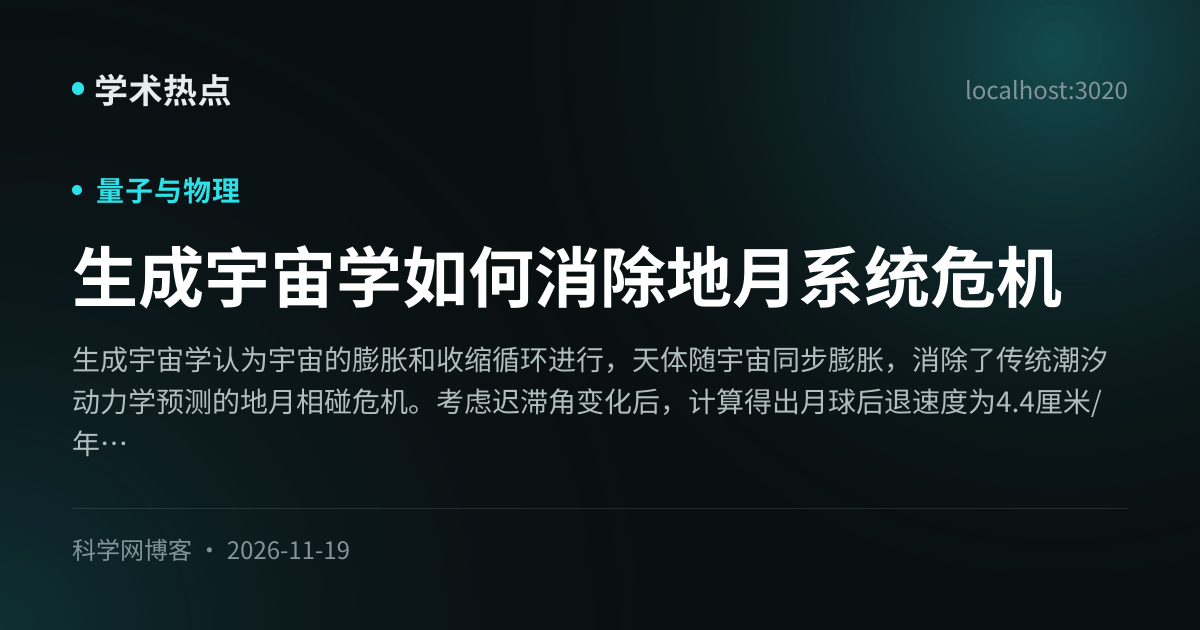 学术热点
localhost:3020
量子与物理
生成宇宙学如何消除地月系统危机
生成宇宙学认为宇宙的膨胀和收缩循环进行，天体随宇宙同步膨胀，消除了传统潮汐
动力学预测的地月相碰危机。考虑迟滞角变化后，计算得出月球后退速度为4.4厘米/
年…
科学网博客 · 2026-11-19